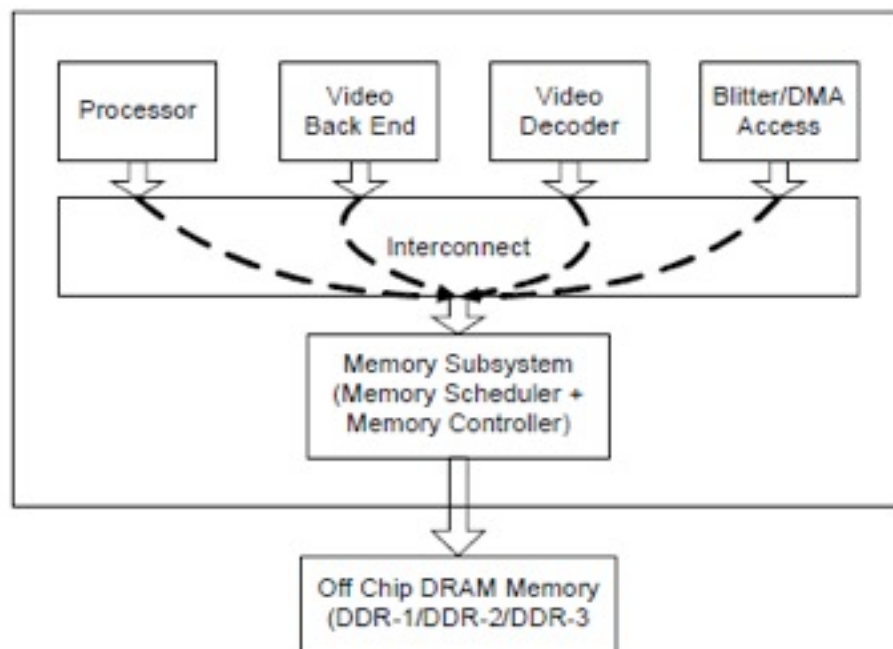 Processor
Video
Back End
Video
Decoder
Blitter/DMA
Access
Interconnect
Memory Subsystem
(Memory Scheduler +
Memory Controller)
Off Chip DRAM Memory
(DDR-1/DDR-2/DDR-3